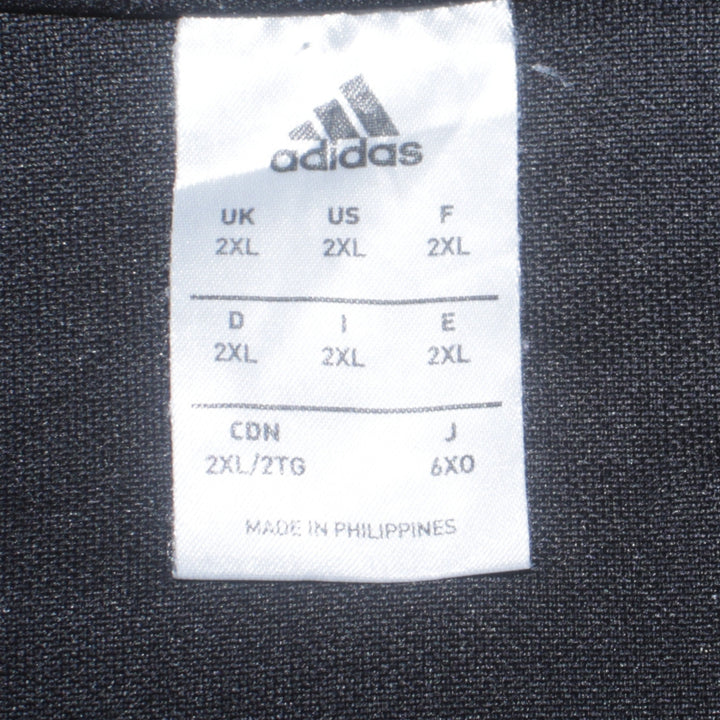 adidas
UK US F
2XL 2XL 2XL
D I E
2XL 2XL 2XL
CDN J
2XL/2TG 6XO
MADE IN PHILIPPINES